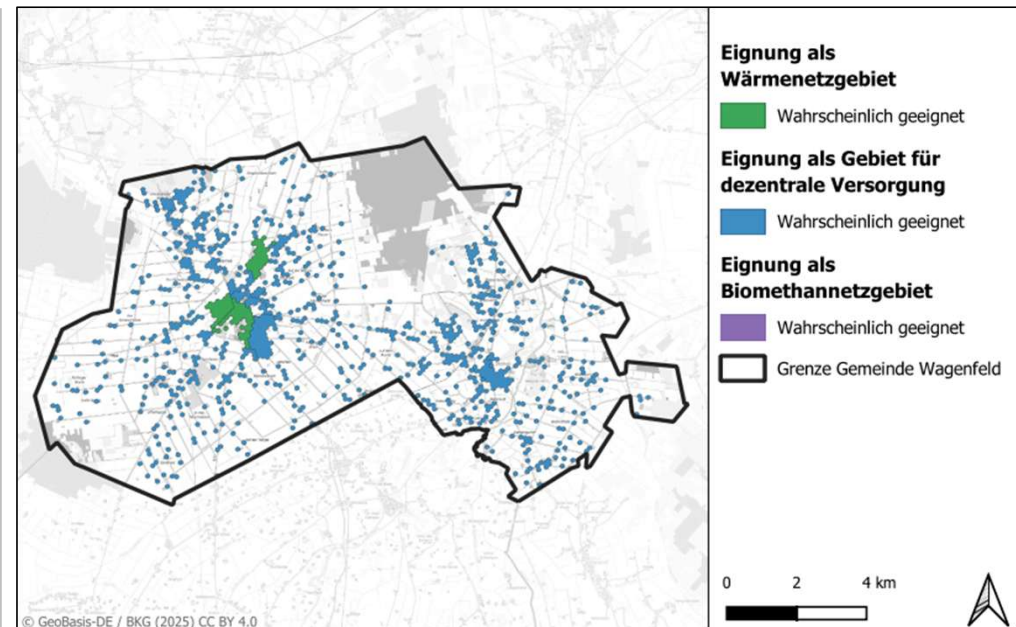 Eignung als
Wärmenetzgebiet
Wahrscheinlich geeignet
Eignung als Gebiet für
dezentrale Versorgung
Wahrscheinlich geeignet
Eignung als
Biomethannetzgebiet
Wahrscheinlich geeignet
Grenze Gemeinde Wagenfeld
0 2 4 km
© GeoBasis-DE / BKG (2025) CC BY 4.0